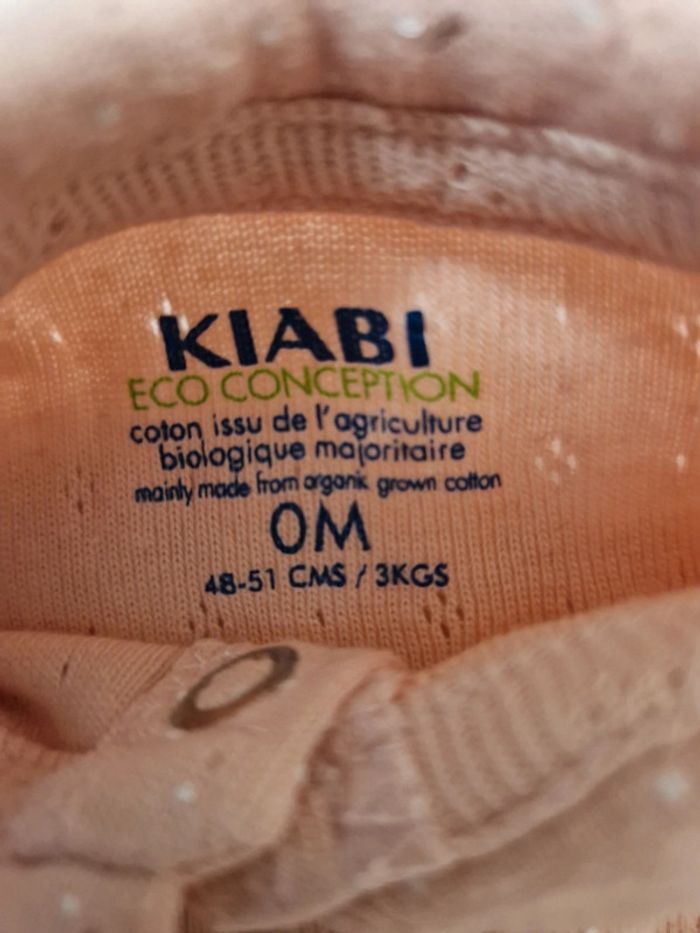 KIABI
ECO CONCEPTION
coton issu de l'agriculture
biologique majoritaire
mainly made from organic grown cotton
0M
48-51 CMS / 3KGS